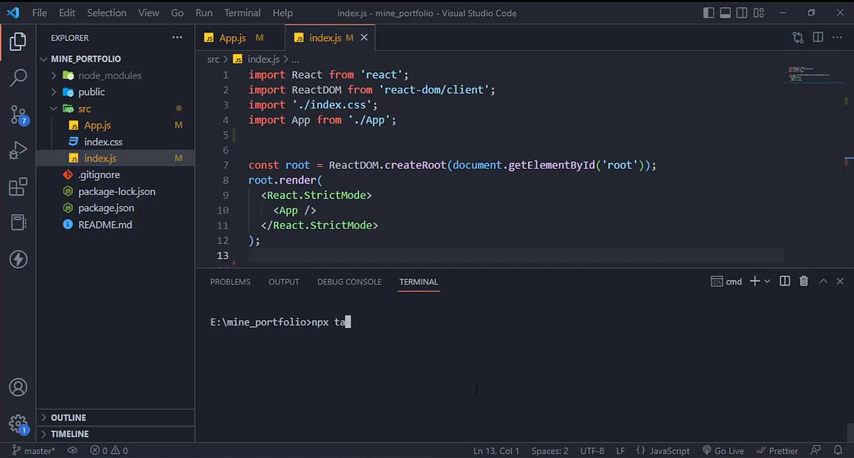 File Edit Selection View Go Run Terminal Help index.js - mine_portfolio - Visual Studio Code
EXPLORER ...
MINE_PORTFOLIO
node_modules
public
src
App.js M
index.css
index.js M
.gitignore
package-lock.json
package.json
README.md
OUTLINE
TIMELINE
7
1
App.js M index.js M
src > index.js > ...
1 import React from 'react';
2 import ReactDOM from 'react-dom/client';
3 import './index.css';
4 import App from './App';
5
6
7 const root = ReactDOM.createRoot(document.getElementById('root'));
8 root.render(
9 <React.StrictMode>
10 <App />
11 </React.StrictMode>
12 );
13
PROBLEMS OUTPUT DEBUG CONSOLE TERMINAL cmd
E:\mine_portfolio>npx ta
master* 0 0 Ln 13, Col 1 Spaces: 2 UTF-8 LF {} JavaScript Go Live Prettier